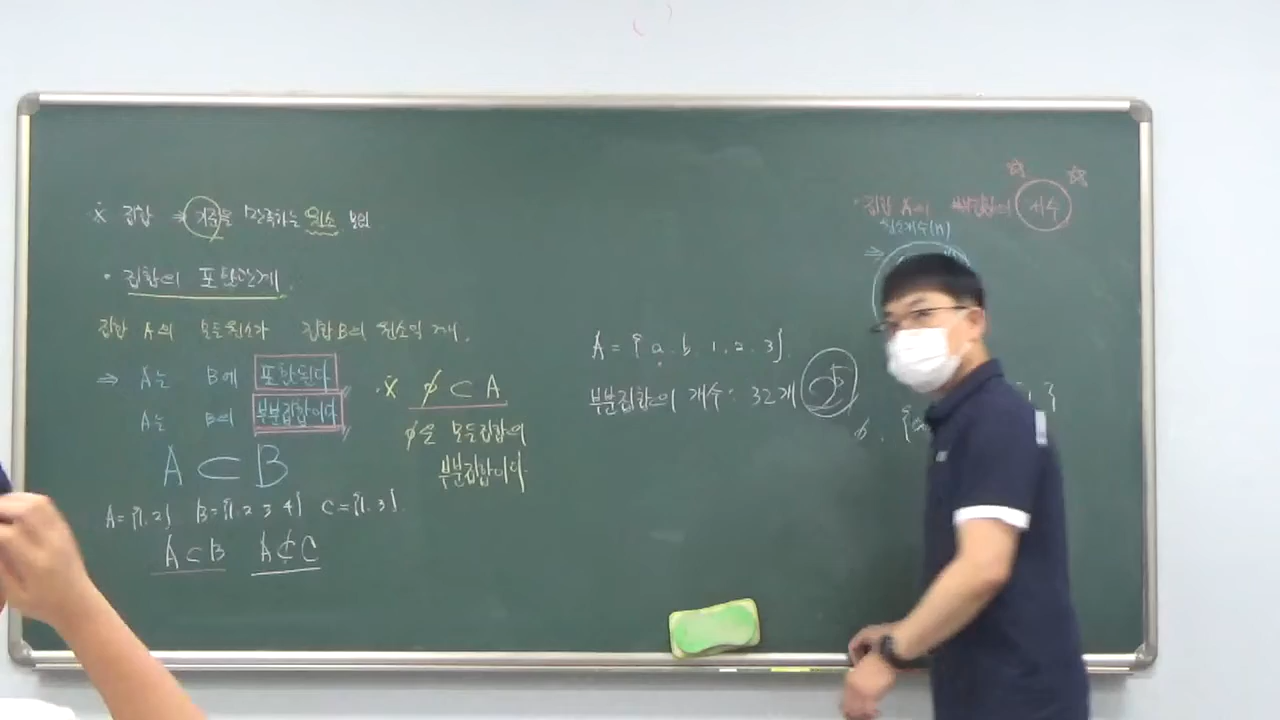 ※ 집합 ⇒ 기준을 만족하는 원소 모임
· 집합의 포함관계.
집합 A의 모든원소가 집합B의 원소일 때,
⇒ A는 B에 포함된다
A는 B의 부분집합이다
A ⊂ B
A={1, 2} B={1 2 3 4} C={1, 3}.
A ⊂ B A ⊄ C
※ ∅ ⊂ A
∅은 모든집합의
부분집합이다.
A = {a, b, 1, 2, 3}.
부분집합의 개수: 32개 2⁵
· 집합 A의 부분집합의 개수
원소개수(n)
⇒